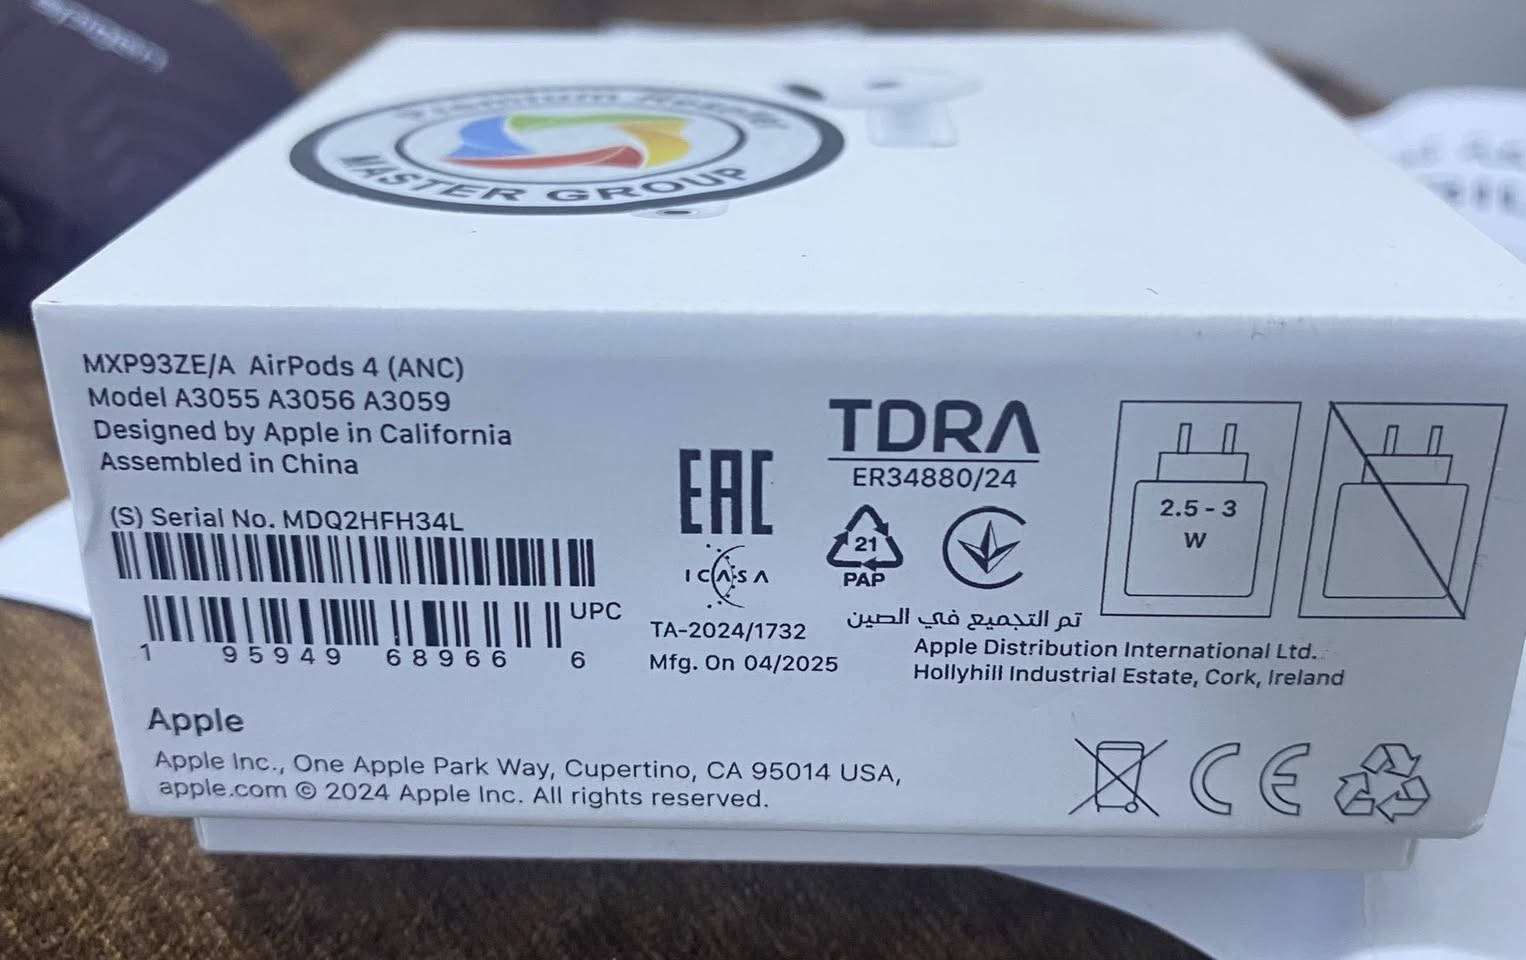 Premium Reseller
MASTER GROUP
MXP93ZE/A AirPods 4 (ANC)
Model A3055 A3056 A3059
Designed by Apple in California
Assembled in China
(S) Serial No. MDQ2HFH34L
UPC
1 95949 68966 6
EAC
ICASA
TA-2024/1732
Mfg. On 04/2025
TDRA
ER34880/24
21
PAP
تم التجميع في الصين
Apple Distribution International Ltd.
Hollyhill Industrial Estate, Cork, Ireland
2.5 - 3
W
Apple
Apple Inc., One Apple Park Way, Cupertino, CA 95014 USA,
apple.com © 2024 Apple Inc. All rights reserved.
CE